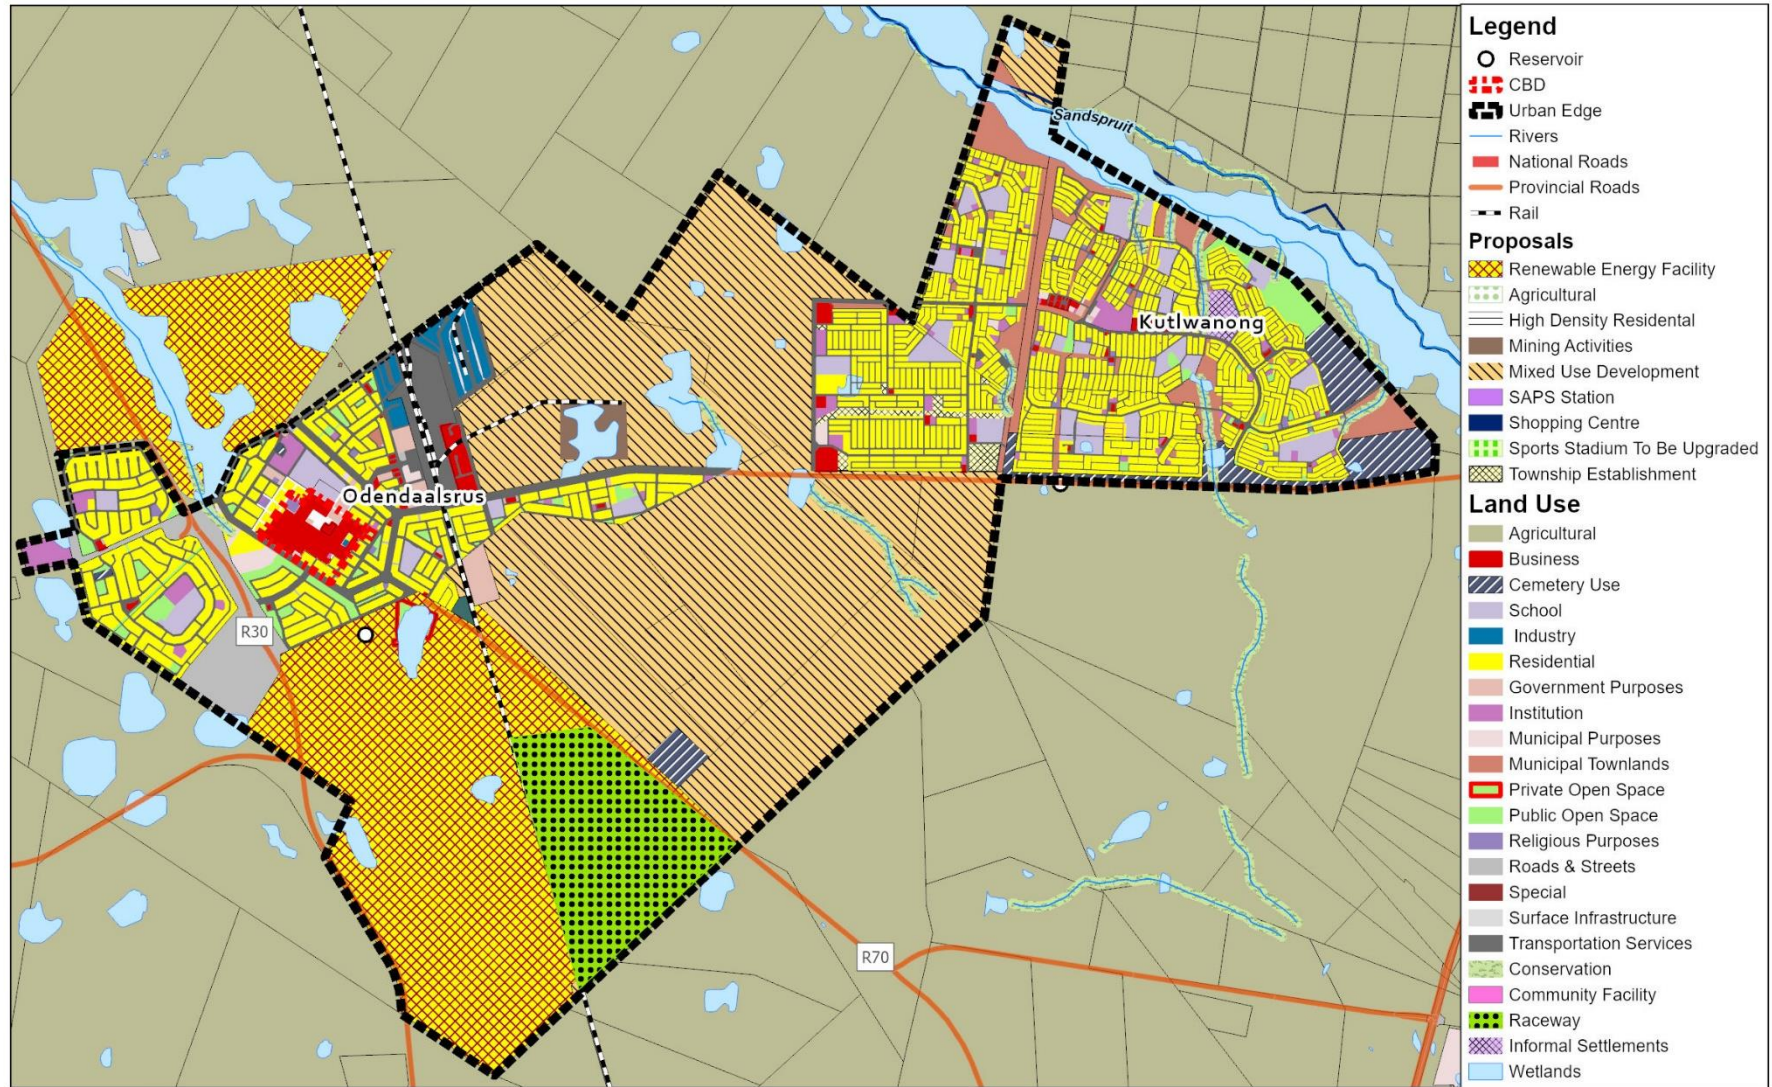 Sandspruit
Kutlwanong
Odendaalsrus
R30
R70
Legend
Reservoir
CBD
Urban Edge
Rivers
National Roads
Provincial Roads
Rail
Proposals
Renewable Energy Facility
Agricultural
High Density Residential
Mining Activities
Mixed Use Development
SAPS Station
Shopping Centre
Sports Stadium To Be Upgraded
Township Establishment
Land Use
Agricultural
Business
Cemetery Use
School
Industry
Residential
Government Purposes
Institution
Municipal Purposes
Municipal Townlands
Private Open Space
Public Open Space
Religious Purposes
Roads & Streets
Special
Surface Infrastructure
Transportation Services
Conservation
Community Facility
Raceway
Informal Settlements
Wetlands